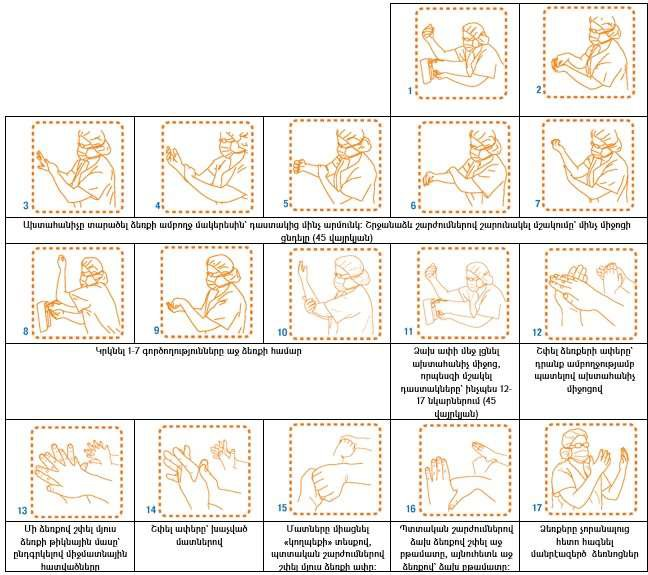 1
2
3
4
5
6
7
Ախտահանիչը տարածել ձեռքի ամբողջ մակերեսին՝ դաստակից մինչ արմունկ: Շրջանաձև շարժումներով շարունակել մշակումը՝ մինչ միջոցի
ցնդելը (45 վայրկյան)
8
9
10
11
12
Կրկնել 1-7 գործողությունները աջ ձեռքի համար
Ձախ ափի մեջ լցնել
ախտահանիչ միջոց,
որպեսզի մշակել
դաստակները՝ ինչպես 12-
17 նկարներում (45
վայրկյան)
Շփել ձեռքերի ափերը՝
դրանք ամբողջությամբ
պատելով ախտահանիչ
միջոցով
13
14
15
16
17
Մի ձեռքով շփել մյուս
ձեռքի թիկնային մասը՝
ընդգրկելով միջմատնային
հատվածները
Շփել ափերը՝ խաչված
մատներով
Մատները միացնել
«կողպեքի» տեսքով,
պտտական շարժումներով
շփել մյուս ձեռքի ափը:
Պտտական շարժումներով
ձախ ձեռքով շփել աջ
բթամատը, այնուհետև աջ
ձեռքով՝ ձախ բթամատը:
Ձեռքերը չորանալուց
հետո հագնել
մանրէազերծ ձեռնոցներ